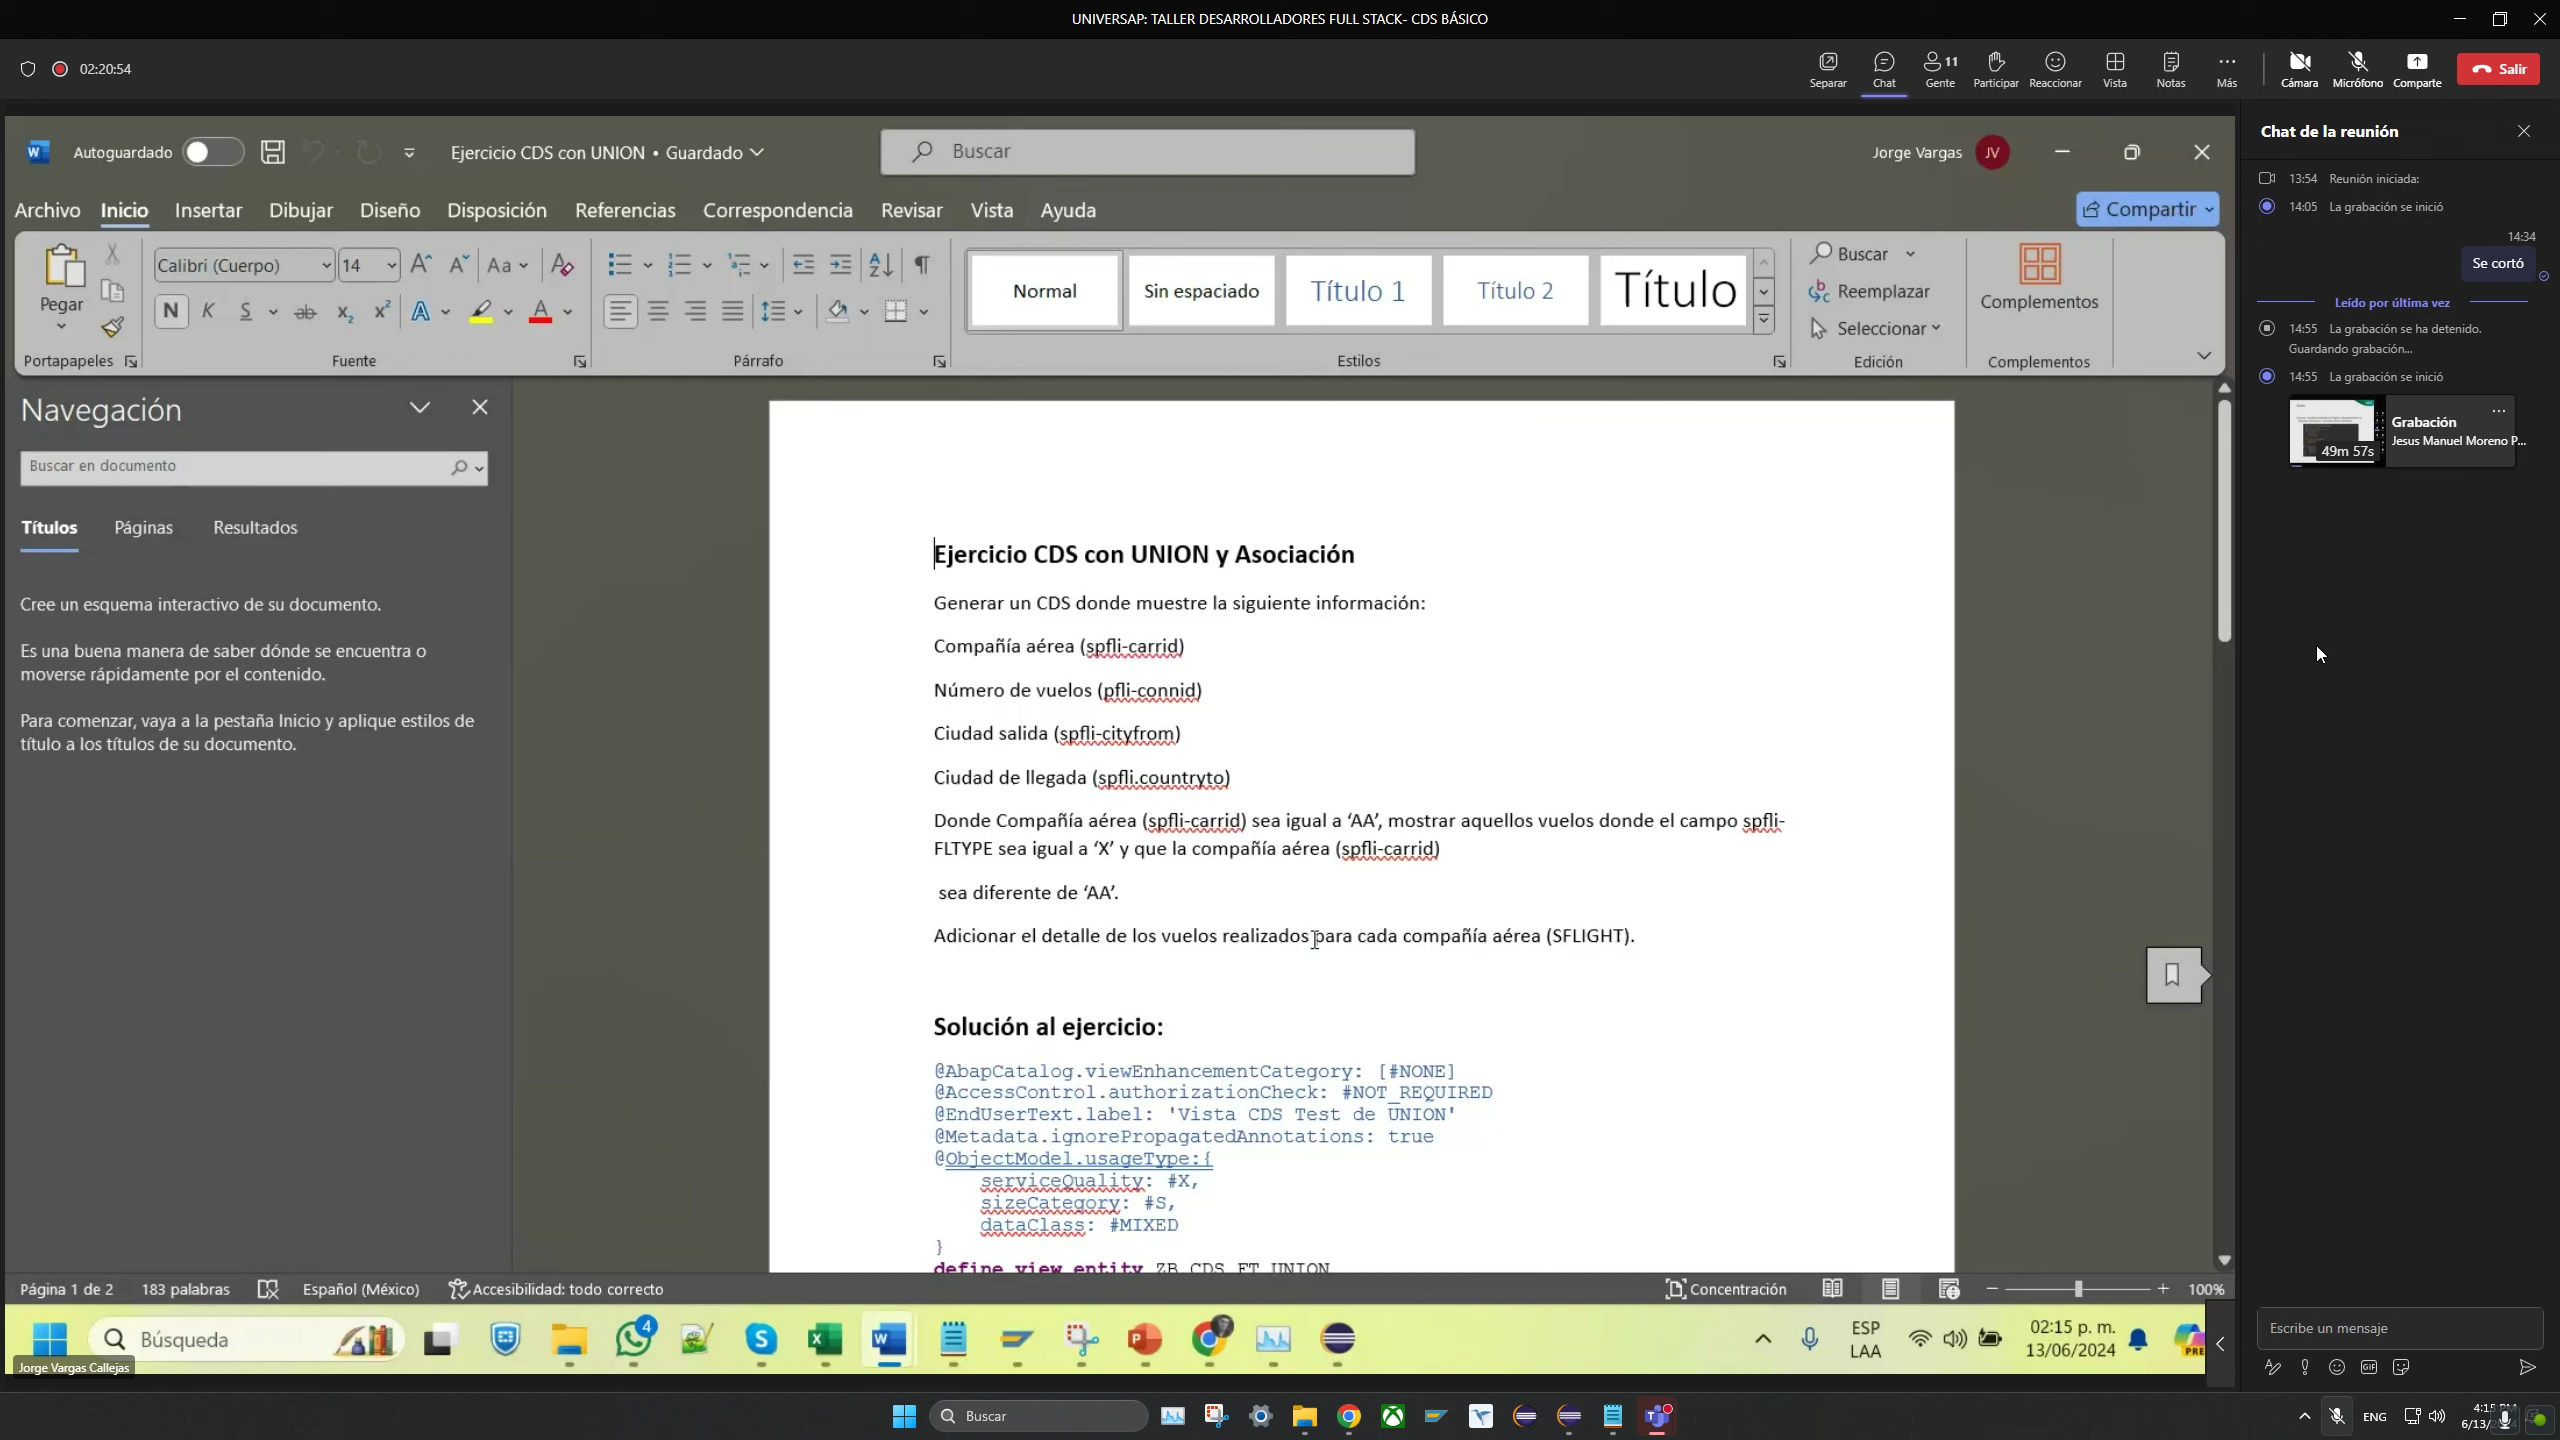 UNIVERSAP: TALLER DESARROLLADORES FULL STACK- CDS BÁSICO
02:20:54
Separar
Chat
11
Gente
Participar
Reaccionar
Vista
Notas
Más
Cámara
Micrófono
Comparte
Salir
Autoguardado
Ejercicio CDS con UNION • Guardado
Buscar
Jorge Vargas
JV
Archivo
Inicio
Insertar
Dibujar
Diseño
Disposición
Referencias
Correspondencia
Revisar
Vista
Ayuda
Compartir
Pegar
Portapapeles
Calibri (Cuerpo)
14
Aa
N K S ab x₂ x²
Fuente
Párrafo
Normal
Sin espaciado
Título 1
Título 2
Título
Estilos
Buscar
Reemplazar
Seleccionar
Edición
Complementos
Complementos
Navegación
Buscar en documento
Títulos
Páginas
Resultados
Cree un esquema interactivo de su documento.
Es una buena manera de saber dónde se encuentra o
moverse rápidamente por el contenido.
Para comenzar, vaya a la pestaña Inicio y aplique estilos de
título a los títulos de su documento.
Ejercicio CDS con UNION y Asociación
Generar un CDS donde muestre la siguiente información:
Compañía aérea (spfli-carrid)
Número de vuelos (pfli-connid)
Ciudad salida (spfli-cityfrom)
Ciudad de llegada (spfli.countryto)
Donde Compañía aérea (spfli-carrid) sea igual a ‘AA’, mostrar aquellos vuelos donde el campo spfli-
FLTYPE sea igual a ‘X’ y que la compañía aérea (spfli-carrid)
sea diferente de ‘AA’.
Adicionar el detalle de los vuelos realizados para cada compañía aérea (SFLIGHT).
Solución al ejercicio:
@AbapCatalog.viewEnhancementCategory: [#NONE]
@AccessControl.authorizationCheck: #NOT_REQUIRED
@EndUserText.label: 'Vista CDS Test de UNION'
@Metadata.ignorePropagatedAnnotations: true
@ObjectModel.usageType:{
serviceQuality: #X,
sizeCategory: #S,
dataClass: #MIXED
}
define view entity ZB_CDS_FT_UNION
Página 1 de 2
183 palabras
Español (México)
Accesibilidad: todo correcto
Concentración
100%
Búsqueda
4
ESP
LAA
02:15 p. m.
13/06/2024
PRE
Jorge Vargas Callejas
Chat de la reunión
13:54 Reunión iniciada:
14:05 La grabación se inició
14:34
Se cortó
Leído por última vez
14:55 La grabación se ha detenido.
Guardando grabación...
14:55 La grabación se inició
Grabación
Jesus Manuel Moreno P...
49m 57s
Escribe un mensaje
GIF
Buscar
ENG